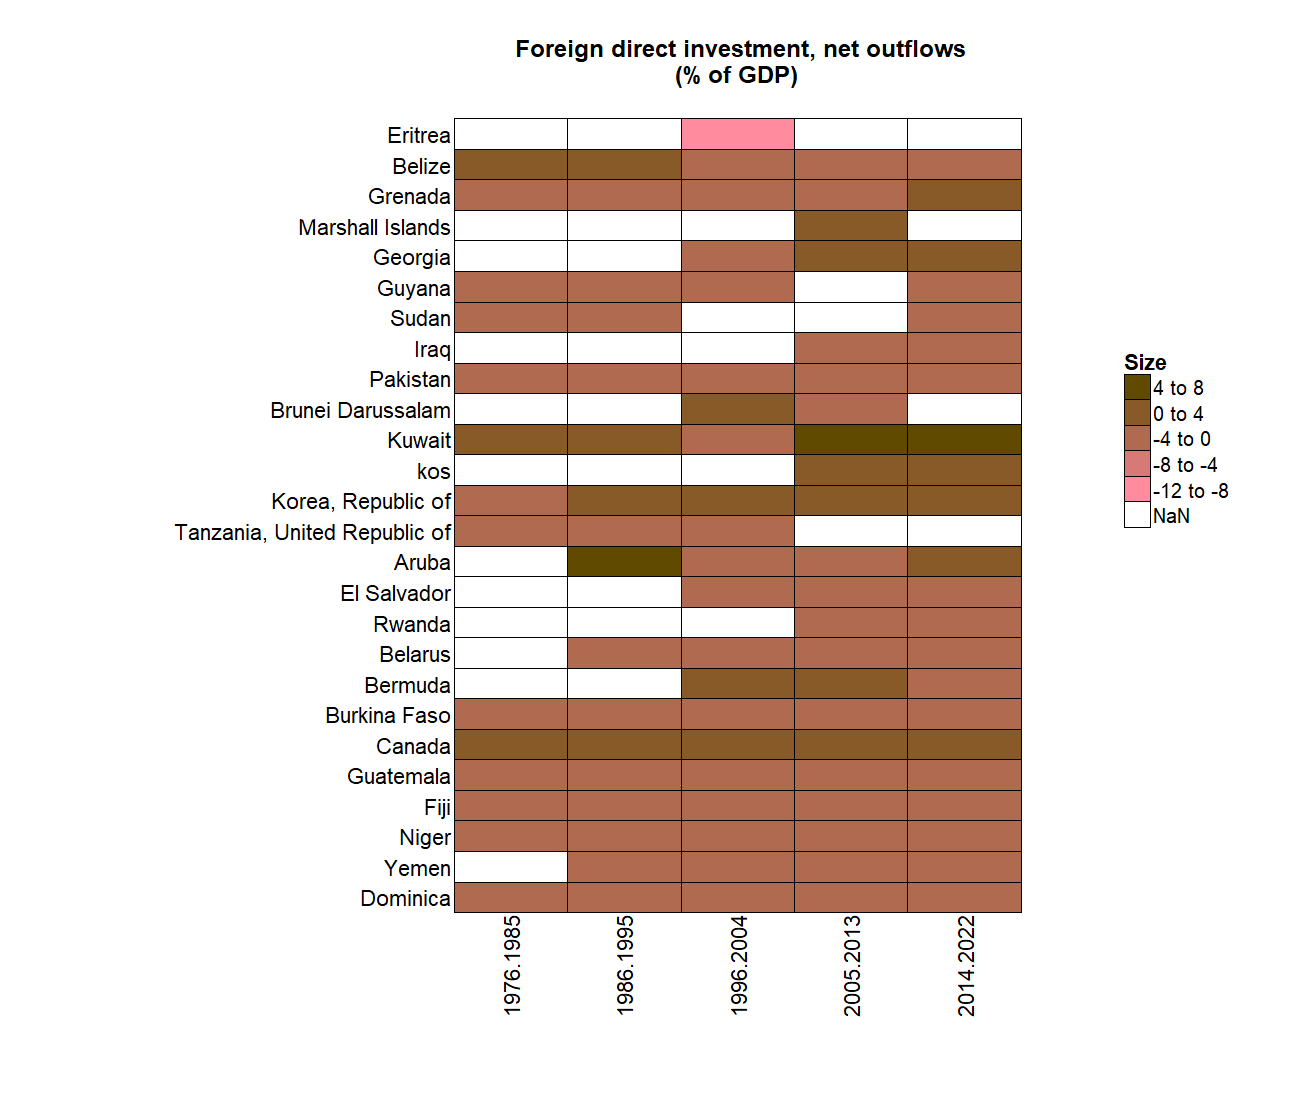 Foreign direct investment, net outflows
(% of GDP)
Eritrea
Belize
Grenada
Marshall Islands
Georgia
Guyana
Sudan
Iraq
Pakistan
Brunei Darussalam
Kuwait
kos
Korea, Republic of
Tanzania, United Republic of
Aruba
El Salvador
Rwanda
Belarus
Bermuda
Burkina Faso
Canada
Guatemala
Fiji
Niger
Yemen
Dominica
1976.1985
1986.1995
1996.2004
2005.2013
2014.2022
Size
4 to 8
0 to 4
-4 to 0
-8 to -4
-12 to -8
NaN